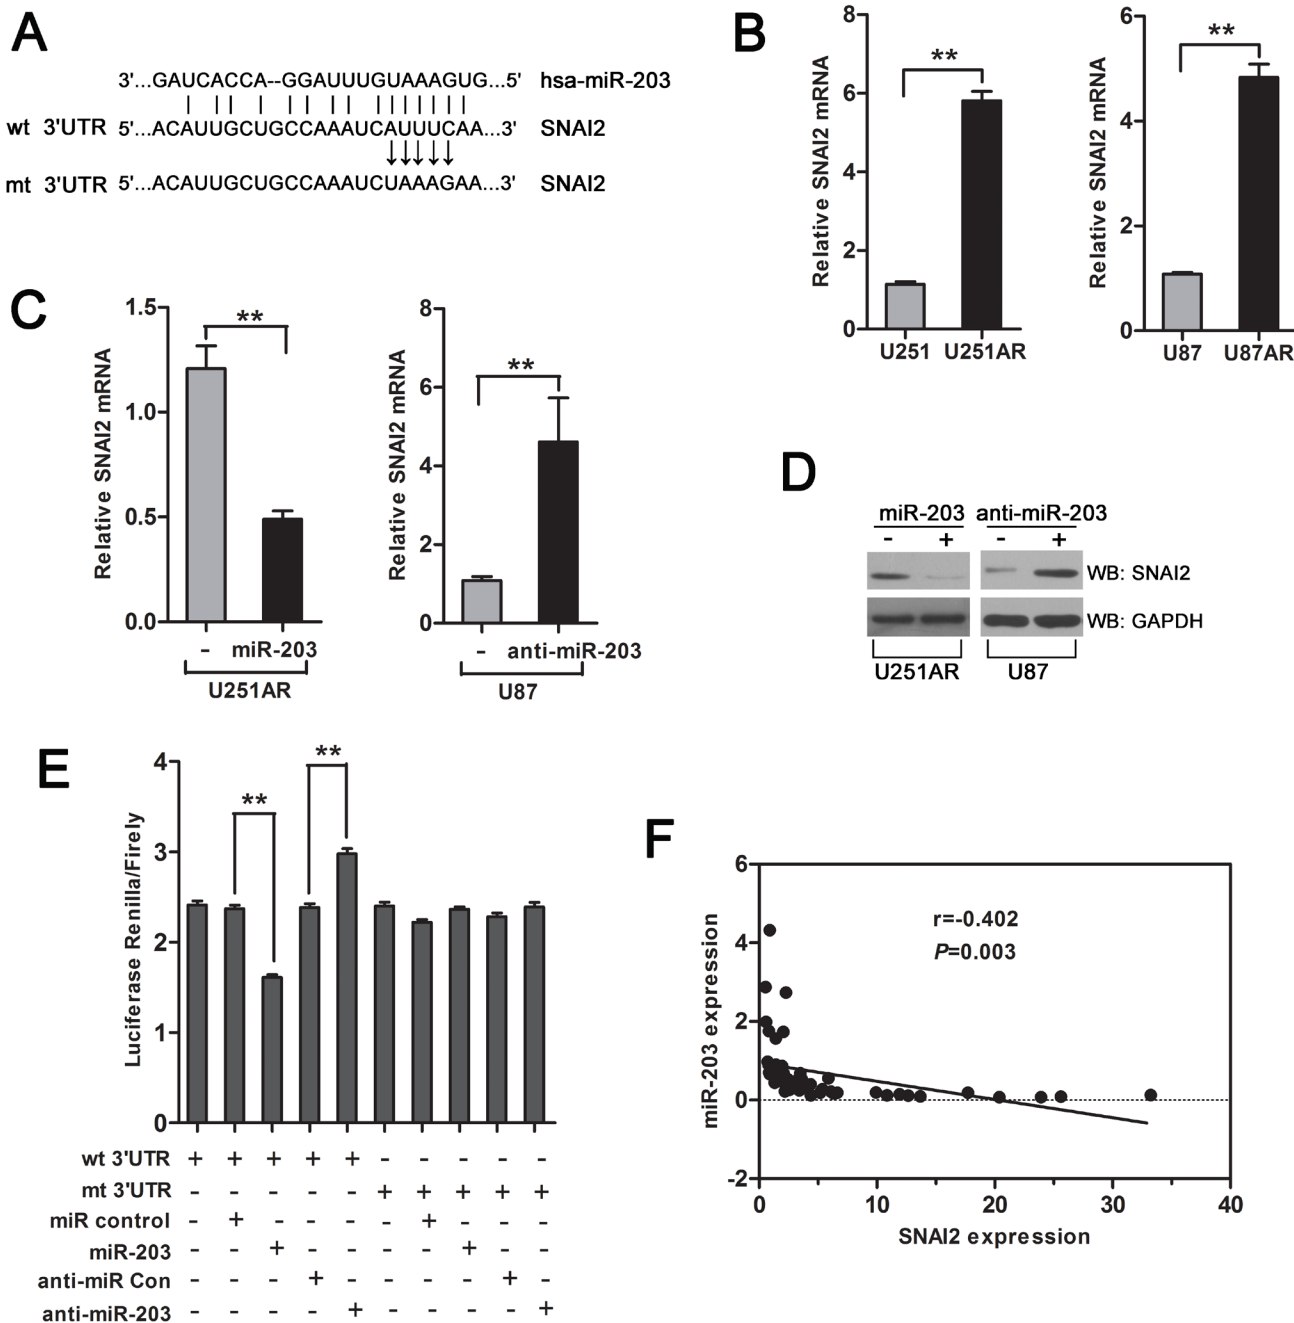 A
3'...GAUCACCA--GGAUUUGUAAAGUG...5' hsa-miR-203
wt 3'UTR 5'...ACAUUGCUGCCAAAUCAUUUCAA...3' SNAI2
mt 3'UTR 5'...ACAUUGCUGCCAAAUCUAAAGAA...3' SNAI2
B
Relative SNAI2 mRNA
8
6
4
2
0
**
U251 U251AR
Relative SNAI2 mRNA
6
4
2
0
**
U87 U87AR
C
Relative SNAI2 mRNA
1.5
1.0
0.5
0.0
**
- miR-203
U251AR
Relative SNAI2 mRNA
8
6
4
2
0
**
- anti-miR-203
U87
D
miR-203 anti-miR-203
- + - +
WB: SNAI2
WB: GAPDH
U251AR U87
E
Luciferase Renilla/Firely
4
3
2
1
0
**
**
wt 3'UTR + + + + + - - - - -
mt 3'UTR - - - - - + + + + +
miR control - + - - - - + - - -
miR-203 - - + - - - - + - -
anti-miR Con - - - + - - - - + -
anti-miR-203 - - - - + - - - - +
F
miR-203 expression
6
4
2
0
-2
r=-0.402
P=0.003
0 10 20 30 40
SNAI2 expression